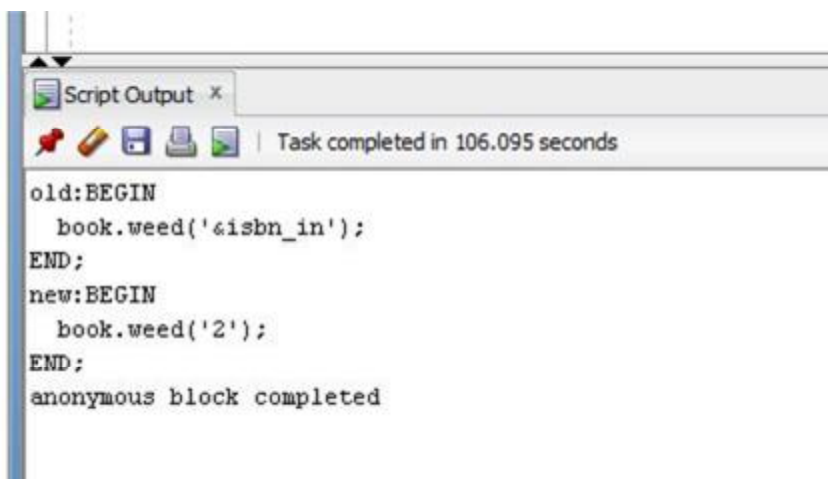 Script Output x
Task completed in 106.095 seconds
old:BEGIN
  book.weed('&isbn_in');
END;
new:BEGIN
  book.weed('2');
END;
anonymous block completed